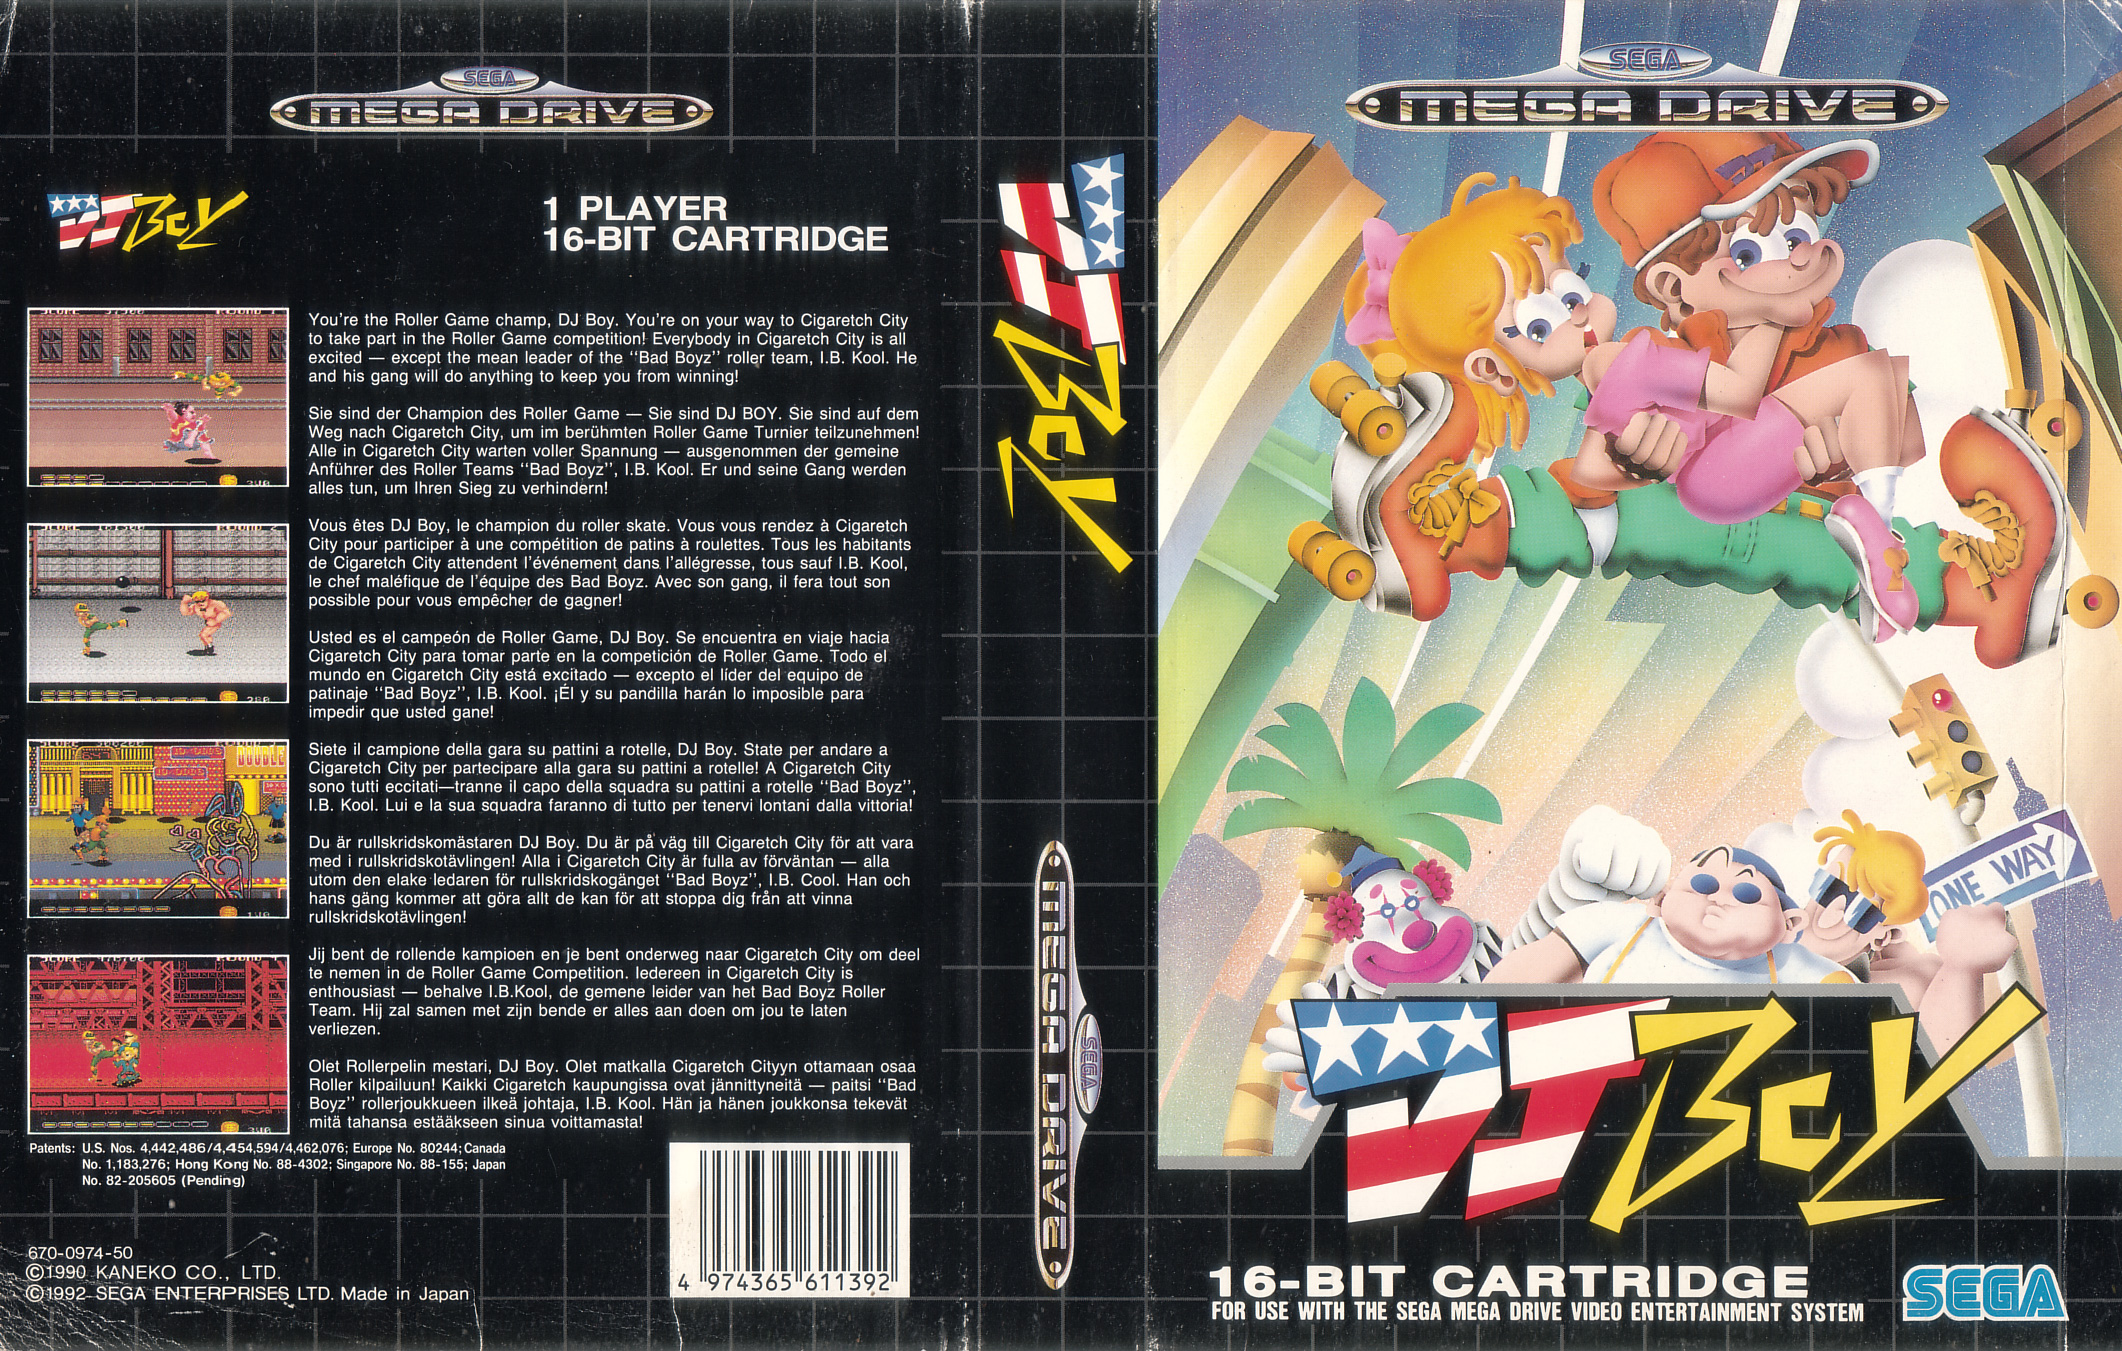 SEGA
MEGA DRIVE
DJ BOY
1 PLAYER
16-BIT CARTRIDGE
You're the Roller Game champ, DJ Boy. You're on your way to Cigaretch City
to take part in the Roller Game competition! Everybody in Cigaretch City is all
excited — except the mean leader of the "Bad Boyz" roller team, I.B. Kool. He
and his gang will do anything to keep you from winning!
Sie sind der Champion des Roller Game — Sie sind DJ BOY. Sie sind auf dem
Weg nach Cigaretch City, um im berühmten Roller Game Turnier teilzunehmen!
Alle in Cigaretch City warten voller Spannung — ausgenommen der gemeine
Anführer des Roller Teams "Bad Boyz", I.B. Kool. Er und seine Gang werden
alles tun, um Ihren Sieg zu verhindern!
Vous êtes DJ Boy, le champion du roller skate. Vous vous rendez à Cigaretch
City pour participer à une compétition de patins à roulettes. Tous les habitants
de Cigaretch City attendent l'événement dans l'allégresse, tous sauf I.B. Kool,
le chef maléfique de l'équipe des Bad Boyz. Avec son gang, il fera tout son
possible pour vous empêcher de gagner!
Usted es el campeón de Roller Game, DJ Boy. Se encuentra en viaje hacia
Cigaretch City para tomar parte en la competición de Roller Game. Todo el
mundo en Cigaretch City está excitado — excepto el líder del equipo de
patinaje "Bad Boyz", I.B. Kool. ¡Él y su pandilla harán lo imposible para
impedir que usted gane!
Siete il campione della gara su pattini a rotelle, DJ Boy. State per andare a
Cigaretch City per partecipare alla gara su pattini a rotelle! A Cigaretch City
sono tutti eccitati—tranne il capo della squadra su pattini a rotelle "Bad Boyz",
I.B. Kool. Lui e la sua squadra faranno di tutto per tenervi lontani dalla vittoria!
Du är rullskridskomästaren DJ Boy. Du är på väg till Cigaretch City för att vara
med i rullskridskotävlingen! Alla i Cigaretch City är fulla av förväntan — alla
utom den elake ledaren för rullskridskogänget "Bad Boyz", I.B. Cool. Han och
hans gäng kommer att göra allt de kan för att stoppa dig från att vinna
rullskridskotävlingen!
Jij bent de rollende kampioen en je bent onderweg naar Cigaretch City om deel
te nemen in de Roller Game Competition. Iedereen in Cigaretch City is
enthousiast — behalve I.B.Kool, de gemene leider van het Bad Boyz Roller
Team. Hij zal samen met zijn bende er alles aan doen om jou te laten
verliezen.
Olet Rollerpelin mestari, DJ Boy. Olet matkalla Cigaretch Cityyn ottamaan osaa
Roller kilpailuun! Kaikki Cigaretch kaupungissa ovat jännittyneitä — paitsi "Bad
Boyz" rollerjoukkueen ilkeä johtaja, I.B. Kool. Hän ja hänen joukkonsa tekevät
mitä tahansa estääkseen sinua voittamasta!
Patents: U.S. Nos. 4,442,486/4,454,594/4,462,076; Europe No. 80244; Canada
No. 1,183,276; Hong Kong No. 88-4302; Singapore No. 88-155; Japan
No. 82-205605 (Pending)
670-0974-50
©1990 KANEKO CO., LTD.
©1992 SEGA ENTERPRISES LTD. Made in Japan
4 974365 611392
DJ BOY
SEGA
MEGA DRIVE
SEGA
MEGA DRIVE
DJ
ONE WAY
DJ BOY
16-BIT CARTRIDGE
FOR USE WITH THE SEGA MEGA DRIVE VIDEO ENTERTAINMENT SYSTEM
SEGA